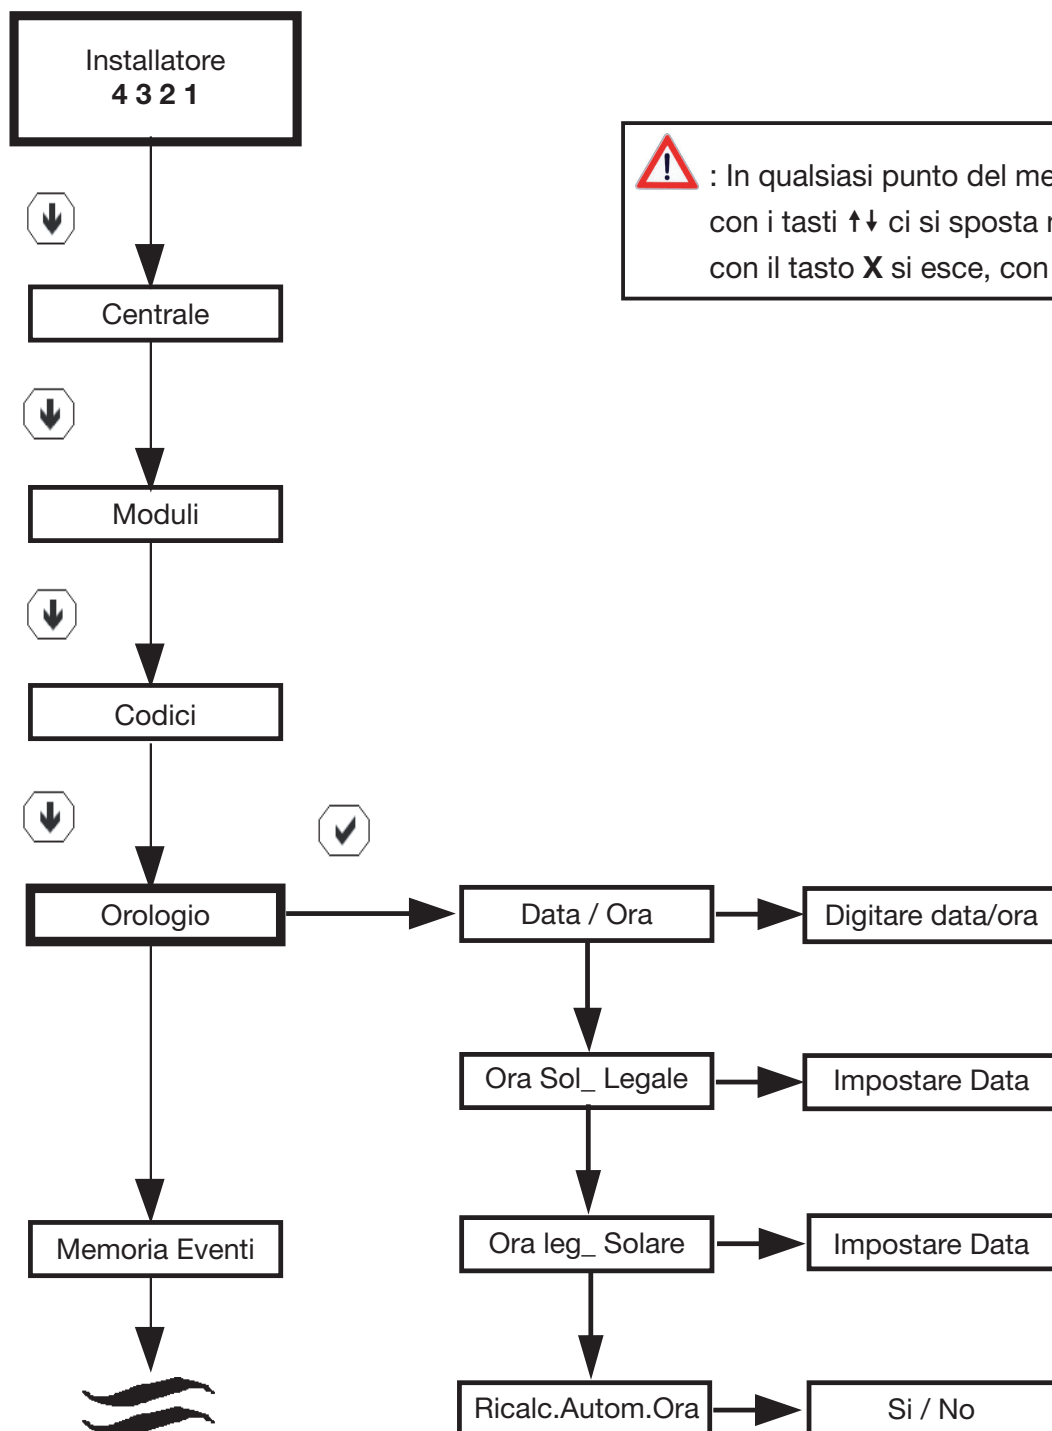 Installatore
4 3 2 1
: In qualsiasi punto del me
con i tasti ↑↓ ci si sposta
con il tasto X si esce, con
Centrale
Moduli
Codici
Orologio
Data / Ora
Digitare data/ora
Ora Sol_ Legale
Impostare Data
Memoria Eventi
Ora leg_ Solare
Impostare Data
Ricalc.Autom.Ora
Si / No